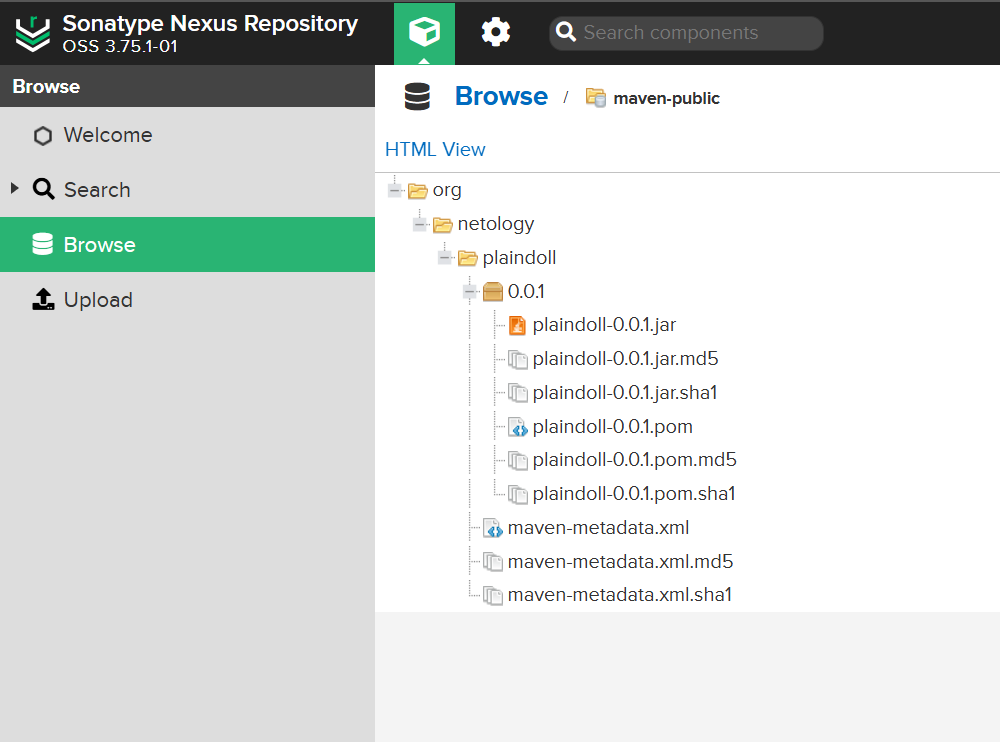 Sonatype Nexus Repository
OSS 3.75.1-01
Search components
Browse
Welcome
Search
Browse
Upload
Browse / maven-public
HTML View
org
netology
plaindoll
0.0.1
plaindoll-0.0.1.jar
plaindoll-0.0.1.jar.md5
plaindoll-0.0.1.jar.sha1
plaindoll-0.0.1.pom
plaindoll-0.0.1.pom.md5
plaindoll-0.0.1.pom.sha1
maven-metadata.xml
maven-metadata.xml.md5
maven-metadata.xml.sha1